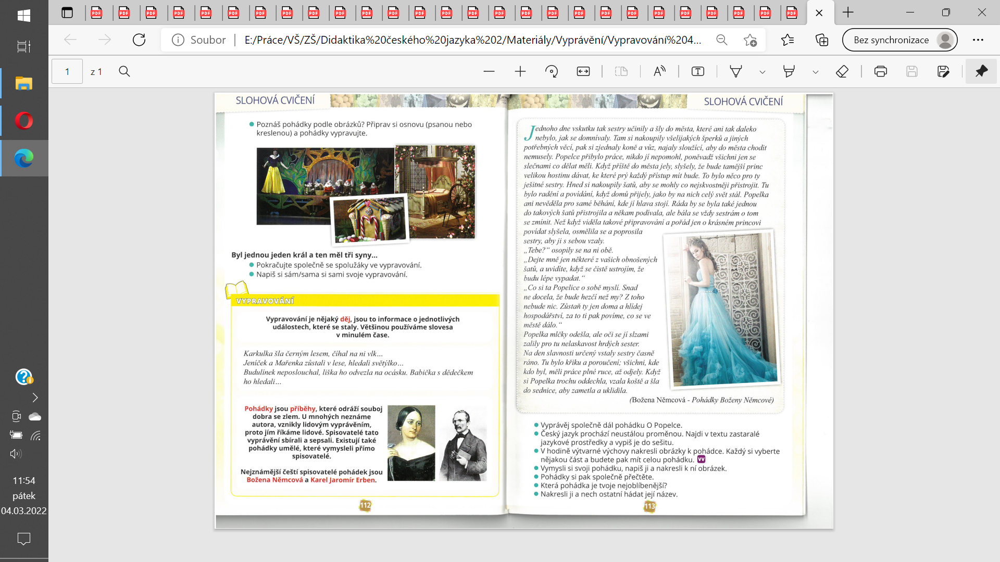 Soubor
E:/Práce/VŠ/ZŠ/Didaktika%20českého%20jazyka%202/Materiály/Vyprávění/Vypravování%204...
Bez synchronizace
1
z 1
SLOHOVÁ CVIČENÍ
Poznáš pohádky podle obrázků? Připrav si osnovu (psanou nebo
kreslenou) a pohádky vypravujte.
Byl jednou jeden král a ten měl tři syny...
Pokračujte společně se spolužáky ve vypravování.
Napiš si sám/sama si sami svoje vypravování.
VYPRAVOVÁNÍ
Vypravování je nějaký děj, jsou to informace o jednotlivých
událostech, které se staly. Většinou používáme slovesa
v minulém čase.
Karkulka šla černým lesem, číhal na ni vlk…
Jeníček a Mařenka zůstali v lese, hledali světýlko…
Budulínek neposlouchal, liška ho odvezla na ocásku. Babička s dědečkem
ho hledali…
Pohádky jsou příběhy, které odráží souboj
dobra se zlem. U mnohých neznáme
autora, vznikly lidovým vyprávěním,
proto jím říkáme lidové. Spisovatelé tato
vyprávění sbírali a sepsali. Existují také
pohádky umělé, které vymysleli přímo
spisovatelé.
Nejznámější čeští spisovatelé pohádek jsou
Božena Němcová a Karel Jaromír Erben.
112
SLOHOVÁ CVIČENÍ
Jednoho dne vskutku tak sestry učinily a šly do města, které ani tak daleko
nebylo, jak se domnívaly. Tam si nakoupily všelijakých šperků a jiných
potřebných věcí, pak si zjednaly koně a vůz, najaly sloužící, aby do města chodit
nemusely. Popelce přibylo práce, nikdo jí nepomohl, poněvadž všichni jen se
slečnami co dělat měli. Když příště do města jely, slyšely, že bude tamější princ
velikou hostinu dávat, ke které prý každý přístup mít bude. To bylo něco pro ty
ješitné sestry. Hned si nakoupily šatů, aby se mohly co nejskvostněji přistrojit. Tu
bylo radění a povídání, když domů přijely, jako by na nich celý svět stál. Popelka
ani nevěděla pro samé běhání, kde jí hlava stojí. Ráda by se byla také jednou
do takových šatů přistrojila a někam podívala, ale bála se vždy sestrám o tom
se zmínit. Než když viděla takové připravování a pořád jen o krásném princovi
povídat slyšela, osmělila se a poprosila
sestry, aby ji s sebou vzaly.
„Tebe?“ osopily se na ni obě.
„Dejte mně jen některé z vašich obnošených
šatů, a uvidíte, když se čistě ustrojím, že
budu lépe vypadat.“
„Co si ta Popelice o sobě myslí. Snad
ne docela, že bude hezčí než my? Z toho
nebude nic. Zůstaň ty jen doma a hlídej
hospodářství, za to ti pak povíme, co se ve
městě dálo.“
Popelka mlčky odešla, ale oči se jí slzami
zalily pro tu nelaskavost hrdých sester.
Na den slavnosti určený vstaly sestry časně
ráno. Tu bylo křiku a poroučení; všichni, kde
kdo byl, měli práce plné ruce, až odjely. Když
si Popelka trochu oddechla, vzala koště a šla
do sednice, aby zametla a uklidila.
(Božena Němcová - Pohádky Boženy Němcové)
Vyprávěj společně dál pohádku O Popelce.
Český jazyk prochází neustálou proměnou. Najdi v textu zastaralé
jazykové prostředky a vypiš je do sešitu.
V hodině výtvarné výchovy nakresli obrázky k pohádce. Každý si vyberte
nějakou část a budete pak mít celou pohádku. VV
Vymysli si svoji pohádku, napiš ji a nakresli k ní obrázek.
Pohádky si pak společně přečtěte.
Která pohádka je tvoje nejoblíbenější?
Nakresli ji a nech ostatní hádat její název.
113
11:54
pátek
04.03.2022